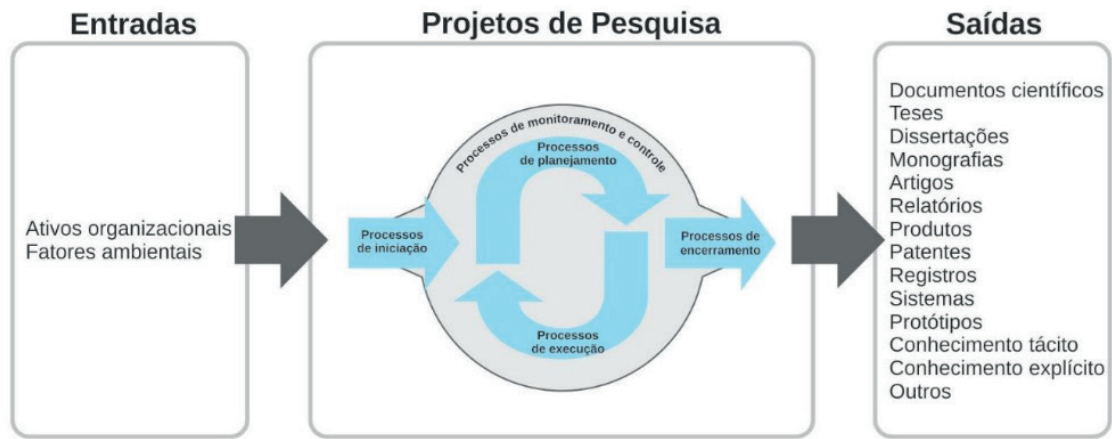 Entradas
Ativos organizacionais
Fatores ambientais
Projetos de Pesquisa
Processos de monitoramento e controle
Processos
de planejamento
Processos
de iniciação
Processos de
encerramento
Processos
de execução
Saídas
Documentos científicos
Teses
Dissertações
Monografias
Artigos
Relatórios
Produtos
Patentes
Registros
Sistemas
Protótipos
Conhecimento tácito
Conhecimento explícito
Outros